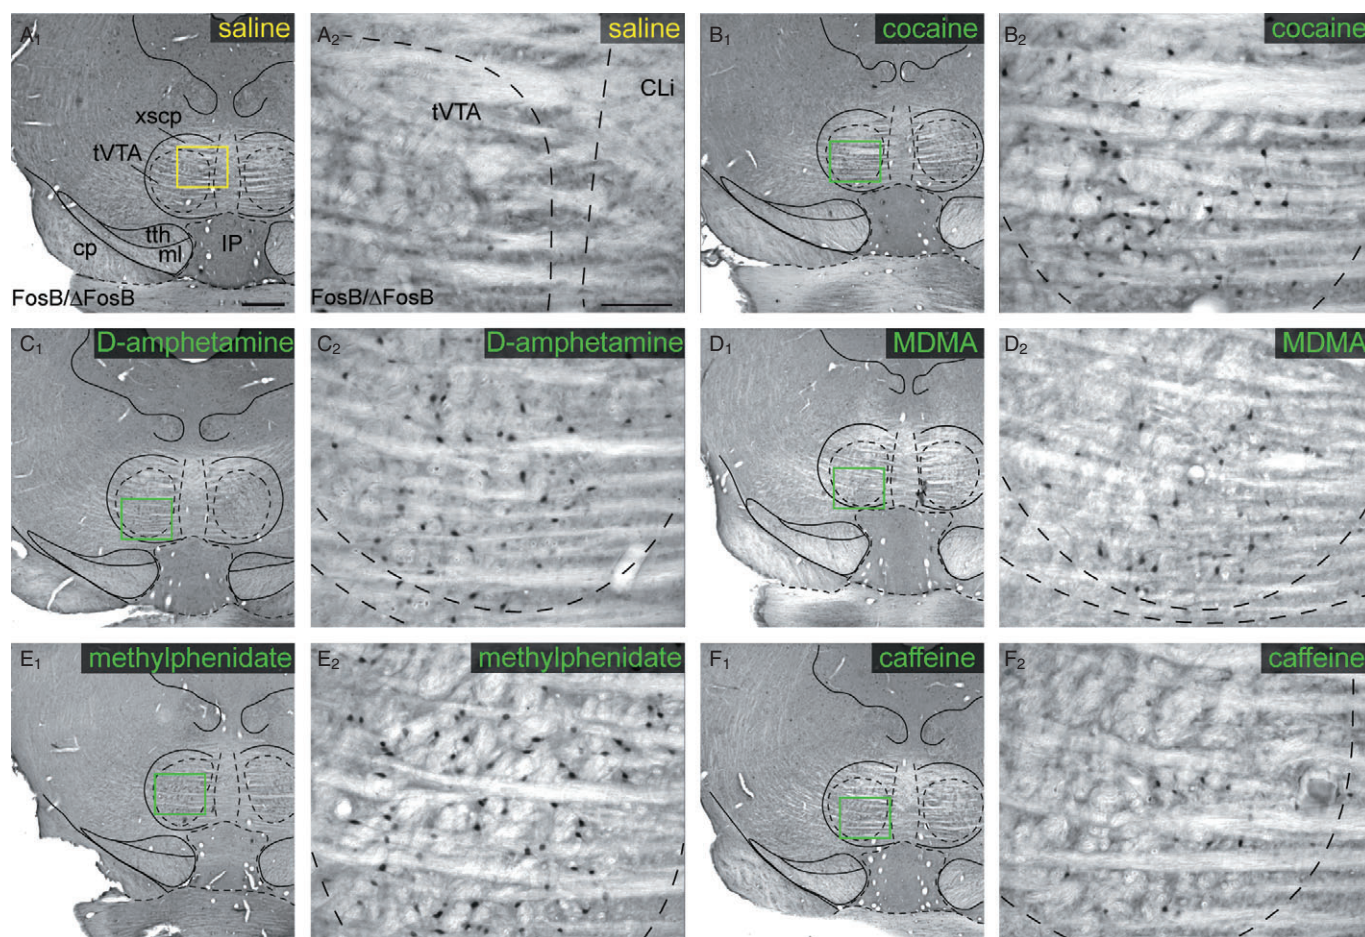 A1 saline
xscp
tVTA
tth
ml
cp
IP
FosB/ΔFosB
A2 saline
CLi
tVTA
FosB/ΔFosB
B1 cocaine
B2 cocaine
C1 D-amphetamine
C2 D-amphetamine
D1 MDMA
D2 MDMA
E1 methylphenidate
E2 methylphenidate
F1 caffeine
F2 caffeine